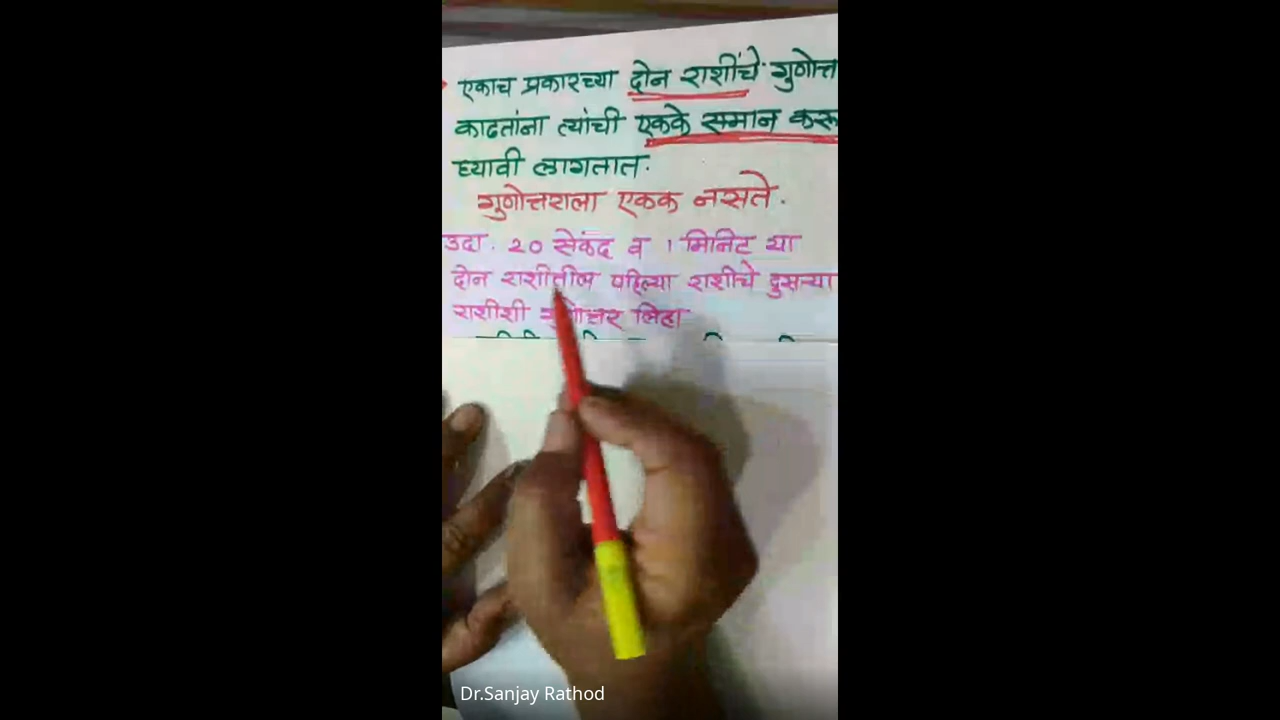 एकाच प्रकारच्या दोन राशींचे गुणोत्त
काढतांना त्यांची एकके समान करू
घ्यावी लागतात.
गुणोत्तराला एकक नसते.
उदा. २० सेकंद व १ मिनिट या
दोन राशीतील पहिल्या राशीचे दुसऱ्या
राशीशी गुणोत्तर लिहा
Dr.Sanjay Rathod